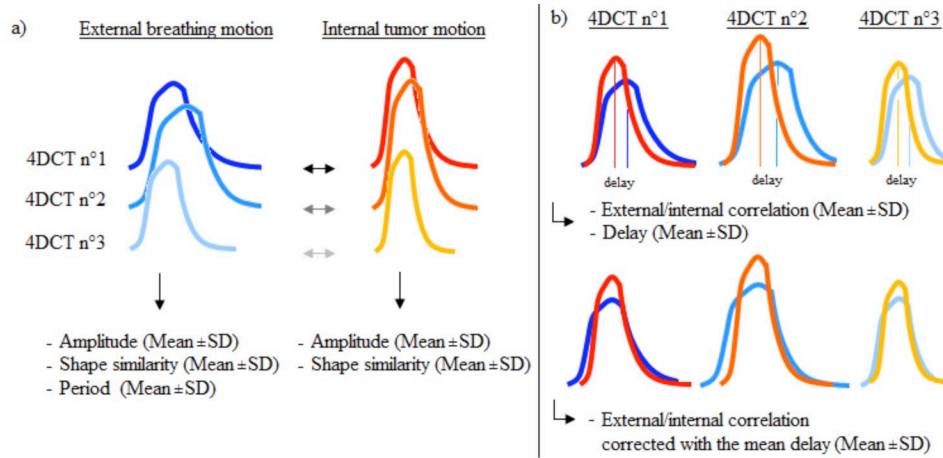 a)
External breathing motion
Internal tumor motion
4DCT n°1
4DCT n°2
4DCT n°3
- Amplitude (Mean ±SD)
- Shape similarity (Mean ±SD)
- Period (Mean ±SD)
- Amplitude (Mean ±SD)
- Shape similarity (Mean ±SD)
b)
4DCT n°1
4DCT n°2
4DCT n°3
delay
delay
delay
- External/internal correlation (Mean ±SD)
- Delay (Mean ±SD)
- External/internal correlation
corrected with the mean delay (Mean ±SD)